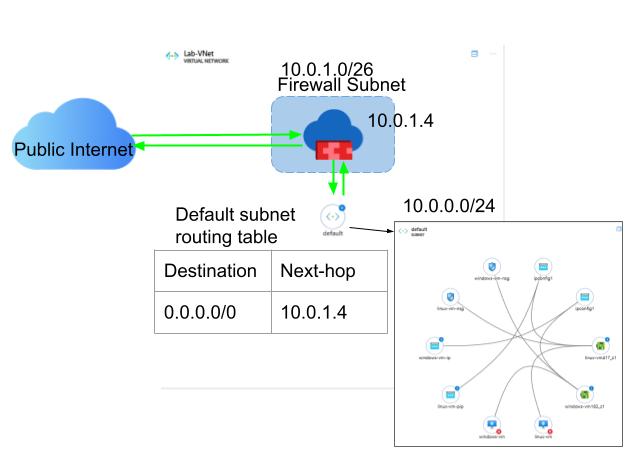 Lab-VNet
VIRTUAL NETWORK
10.0.1.0/26
Firewall Subnet
10.0.1.4
Public Internet
10.0.0.0/24
default
Default subnet
routing table
Destination Next-hop
0.0.0.0/0 10.0.1.4
default
SUBNET
windows-vm-nsg
ipconfig1
linux-vm-nsg
ipconfig1
windows-vm-ip
linux-vm417_z1
linux-vm-pip
windows-vm182_z1
windows-vm
linux-vm